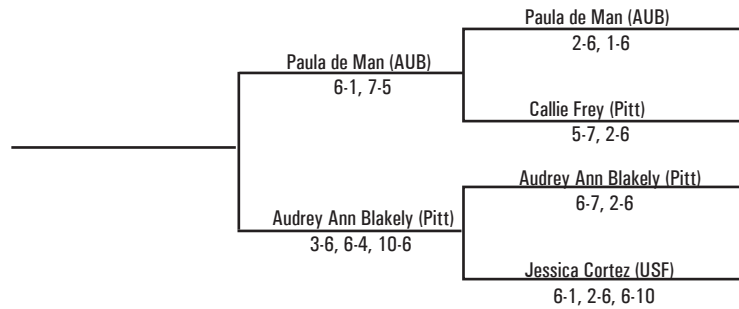 Paula de Man (AUB)
2-6, 1-6
Paula de Man (AUB)
6-1, 7-5
Callie Frey (Pitt)
5-7, 2-6
Audrey Ann Blakely (Pitt)
6-7, 2-6
Audrey Ann Blakely (Pitt)
3-6, 6-4, 10-6
Jessica Cortez (USF)
6-1, 2-6, 6-10